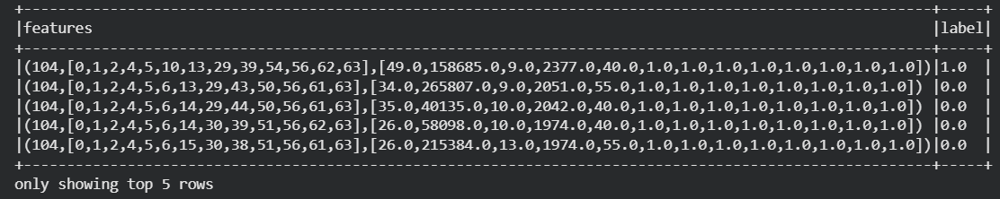 +---------------------------------------------------------------------------------------------------------+-----+
|features                                                                                                 |label|
+---------------------------------------------------------------------------------------------------------+-----+
|(104,[0,1,2,4,5,10,13,29,39,54,56,62,63],[49.0,158685.0,9.0,2377.0,40.0,1.0,1.0,1.0,1.0,1.0,1.0,1.0,1.0])|1.0  |
|(104,[0,1,2,4,5,6,13,29,43,50,56,61,63],[34.0,265807.0,9.0,2051.0,55.0,1.0,1.0,1.0,1.0,1.0,1.0,1.0,1.0]) |0.0  |
|(104,[0,1,2,4,5,6,14,29,44,50,56,61,63],[35.0,40135.0,10.0,2042.0,40.0,1.0,1.0,1.0,1.0,1.0,1.0,1.0,1.0]) |0.0  |
|(104,[0,1,2,4,5,6,14,30,39,51,56,62,63],[26.0,58098.0,10.0,1974.0,40.0,1.0,1.0,1.0,1.0,1.0,1.0,1.0,1.0]) |0.0  |
|(104,[0,1,2,4,5,6,15,30,38,51,56,61,63],[26.0,215384.0,13.0,1974.0,55.0,1.0,1.0,1.0,1.0,1.0,1.0,1.0,1.0])|0.0  |
+---------------------------------------------------------------------------------------------------------+-----+
only showing top 5 rows